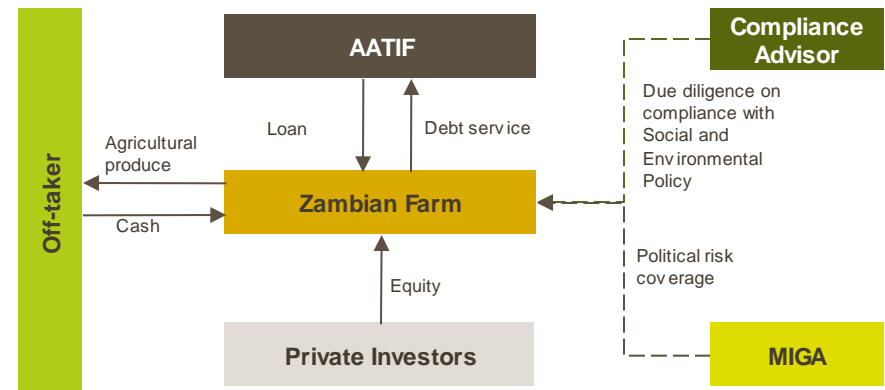 AATIF
Compliance
Advisor
Loan
Debt service
Due diligence on
compliance with
Social and
Environmental
Policy
Agricultural
produce
Off-taker
Zambian Farm
Cash
Political risk
coverage
Equity
Private Investors
MIGA